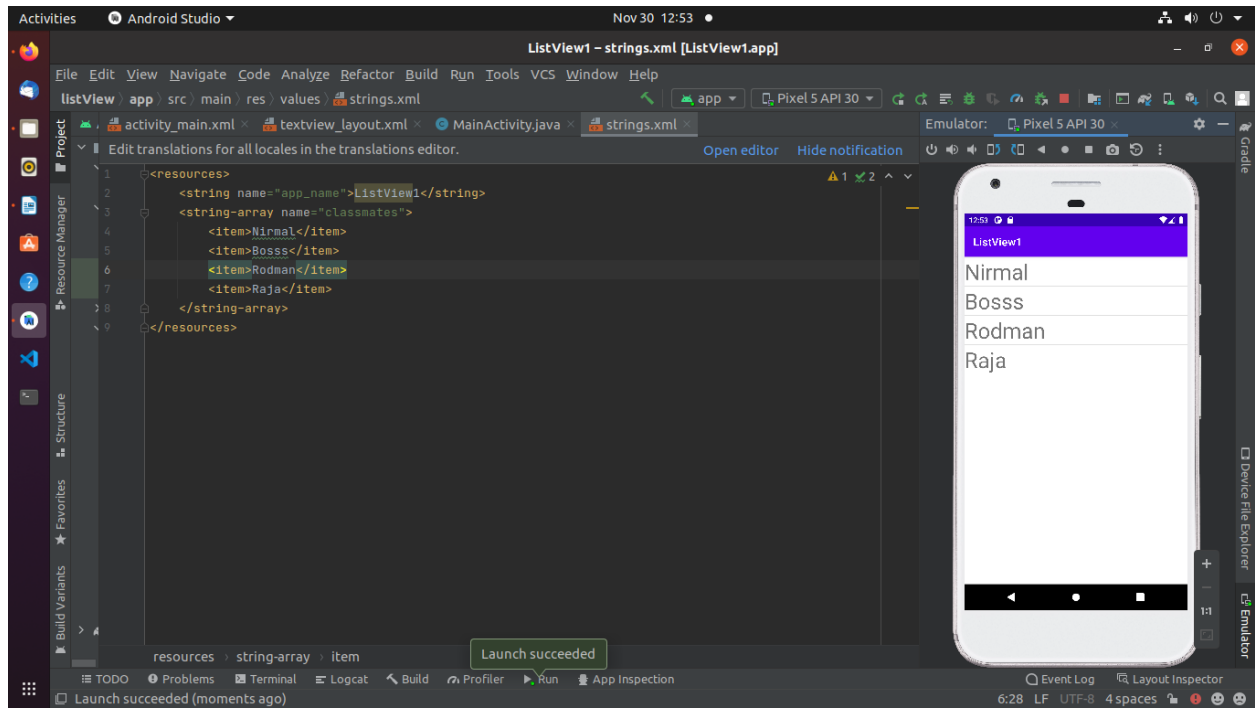 Activities Android Studio Nov 30 12:53
ListView1 – strings.xml [ListView1.app]
File Edit View Navigate Code Analyze Refactor Build Run Tools VCS Window Help
listView app src main res values strings.xml app Pixel 5 API 30
activity_main.xml textview_layout.xml MainActivity.java strings.xml Emulator: Pixel 5 API 30
Edit translations for all locales in the translations editor. Open editor Hide notification
1 <resources> 1 2
2 <string name="app_name">ListView1</string>
3 <string-array name="classmates">
4 <item>Nirmal</item>
5 <item>Bosss</item>
6 <item>Rodman</item>
7 <item>Raja</item>
8 </string-array>
9 </resources>
Project
Resource Manager
Structure
Favorites
Build Variants
12:53
ListView1
Nirmal
Bosss
Rodman
Raja
1:1
Gradle
Device File Explorer
Emulator
resources string-array item
Launch succeeded
TODO Problems Terminal Logcat Build Profiler Run App Inspection Event Log Layout Inspector
Launch succeeded (moments ago) 6:28 LF UTF-8 4 spaces